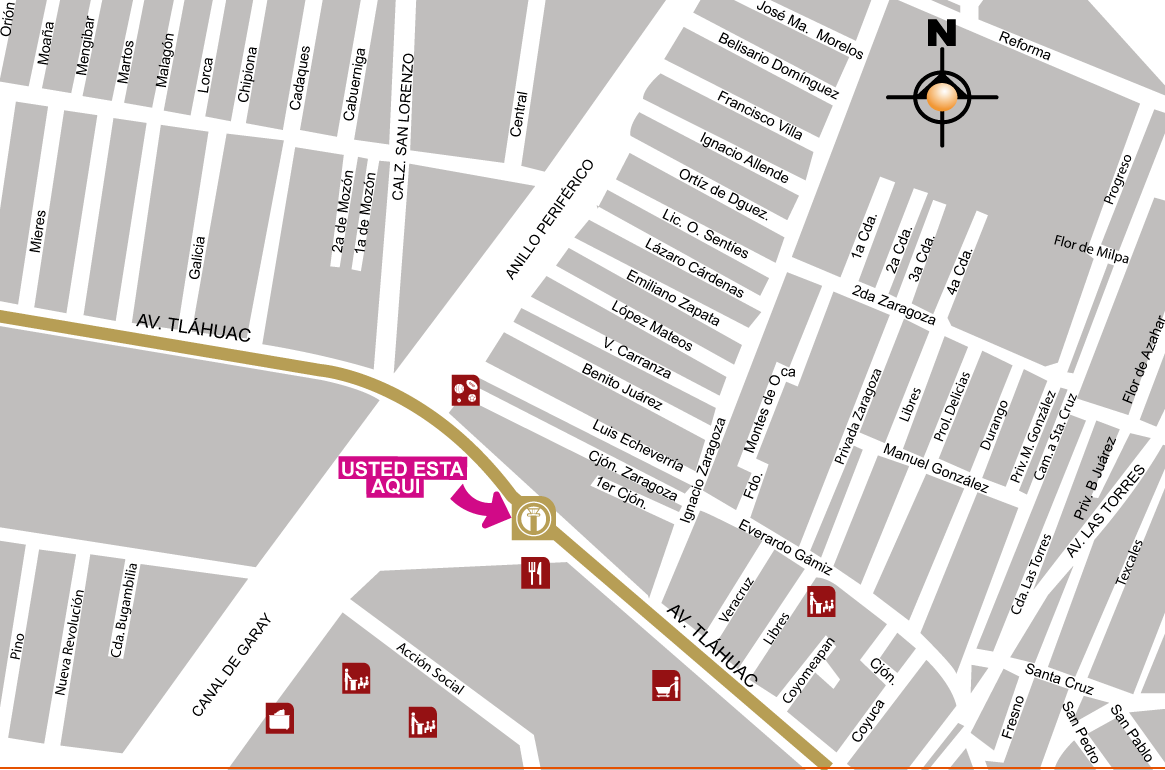 Orión
Moaña
Mengibar
Martos
Malagón
Lorca
Chipiona
Cadaques
Cabuerniga
CALZ. SAN LORENZO
Central
José Ma. Morelos
Belisario Domínguez
Francisco Villa
Ignacio Allende
Ortíz de Dguez.
Lic. O. Senties
Lázaro Cárdenas
Emiliano Zapata
López Mateos
V. Carranza
Benito Juárez
Luis Echeverría
Cjón. Zaragoza
1er Cjón.
N
Reforma
Progreso
Flor de Milpa
Flor de Azahar
1a Cda.
2a Cda.
3a Cda.
4a Cda.
2da Zaragoza
Mieres
Galicia
2a de Mozón
1a de Mozón
ANILLO PERIFÉRICO
AV. TLÁHUAC
Montes de Oca
Fdo.
Ignacio Zaragoza
Privada Zaragoza
Libres
Prol. Delicias
Durango
Priv. M. González
Cam. a Sta. Cruz
Manuel González
Priv. B Juárez
AV. LAS TORRES
USTED ESTA
AQUI
Everardo Gámiz
Cda. Las Torres
Texcales
Pino
Nueva Revolución
Cda. Bugambilia
CANAL DE GARAY
Acción Social
AV. TLÁHUAC
Veracruz
Libres
Coyomeapan
Cjón.
Coyuca
Santa Cruz
Fresno
San Pedro
San Pablo